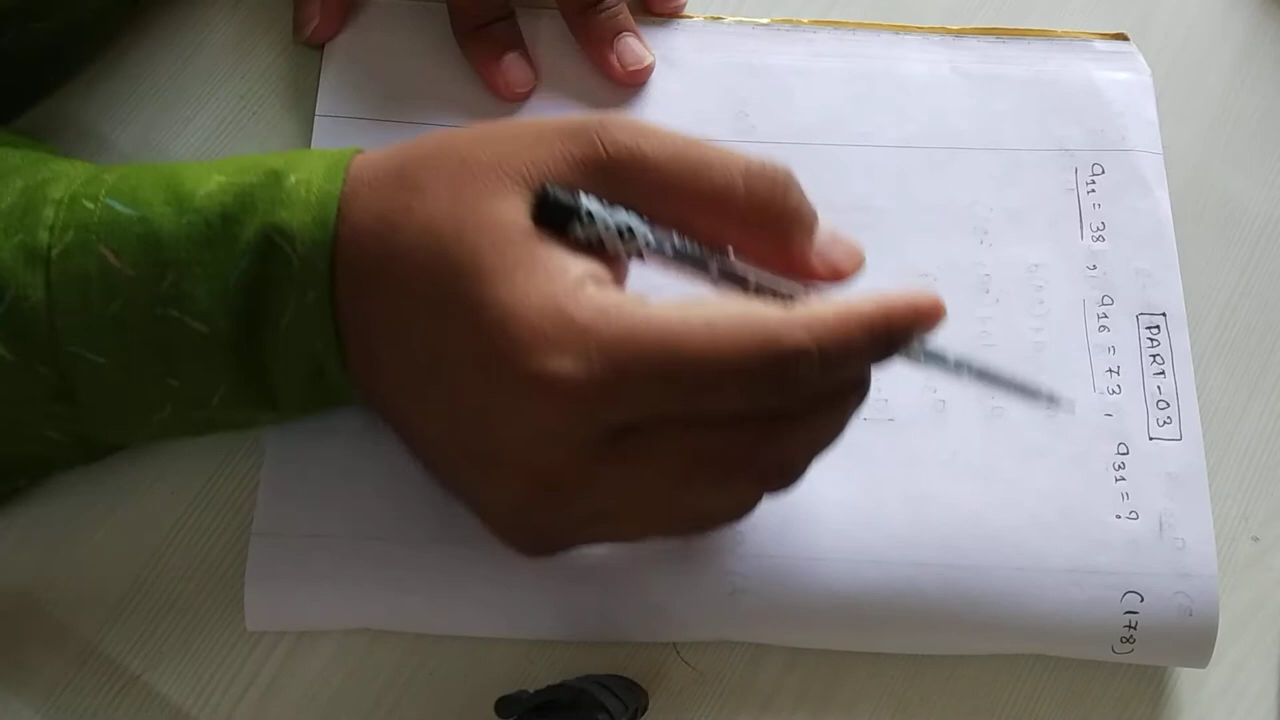 PART-03
a11 = 38 , a16 = 73 , a31 = ? (178)